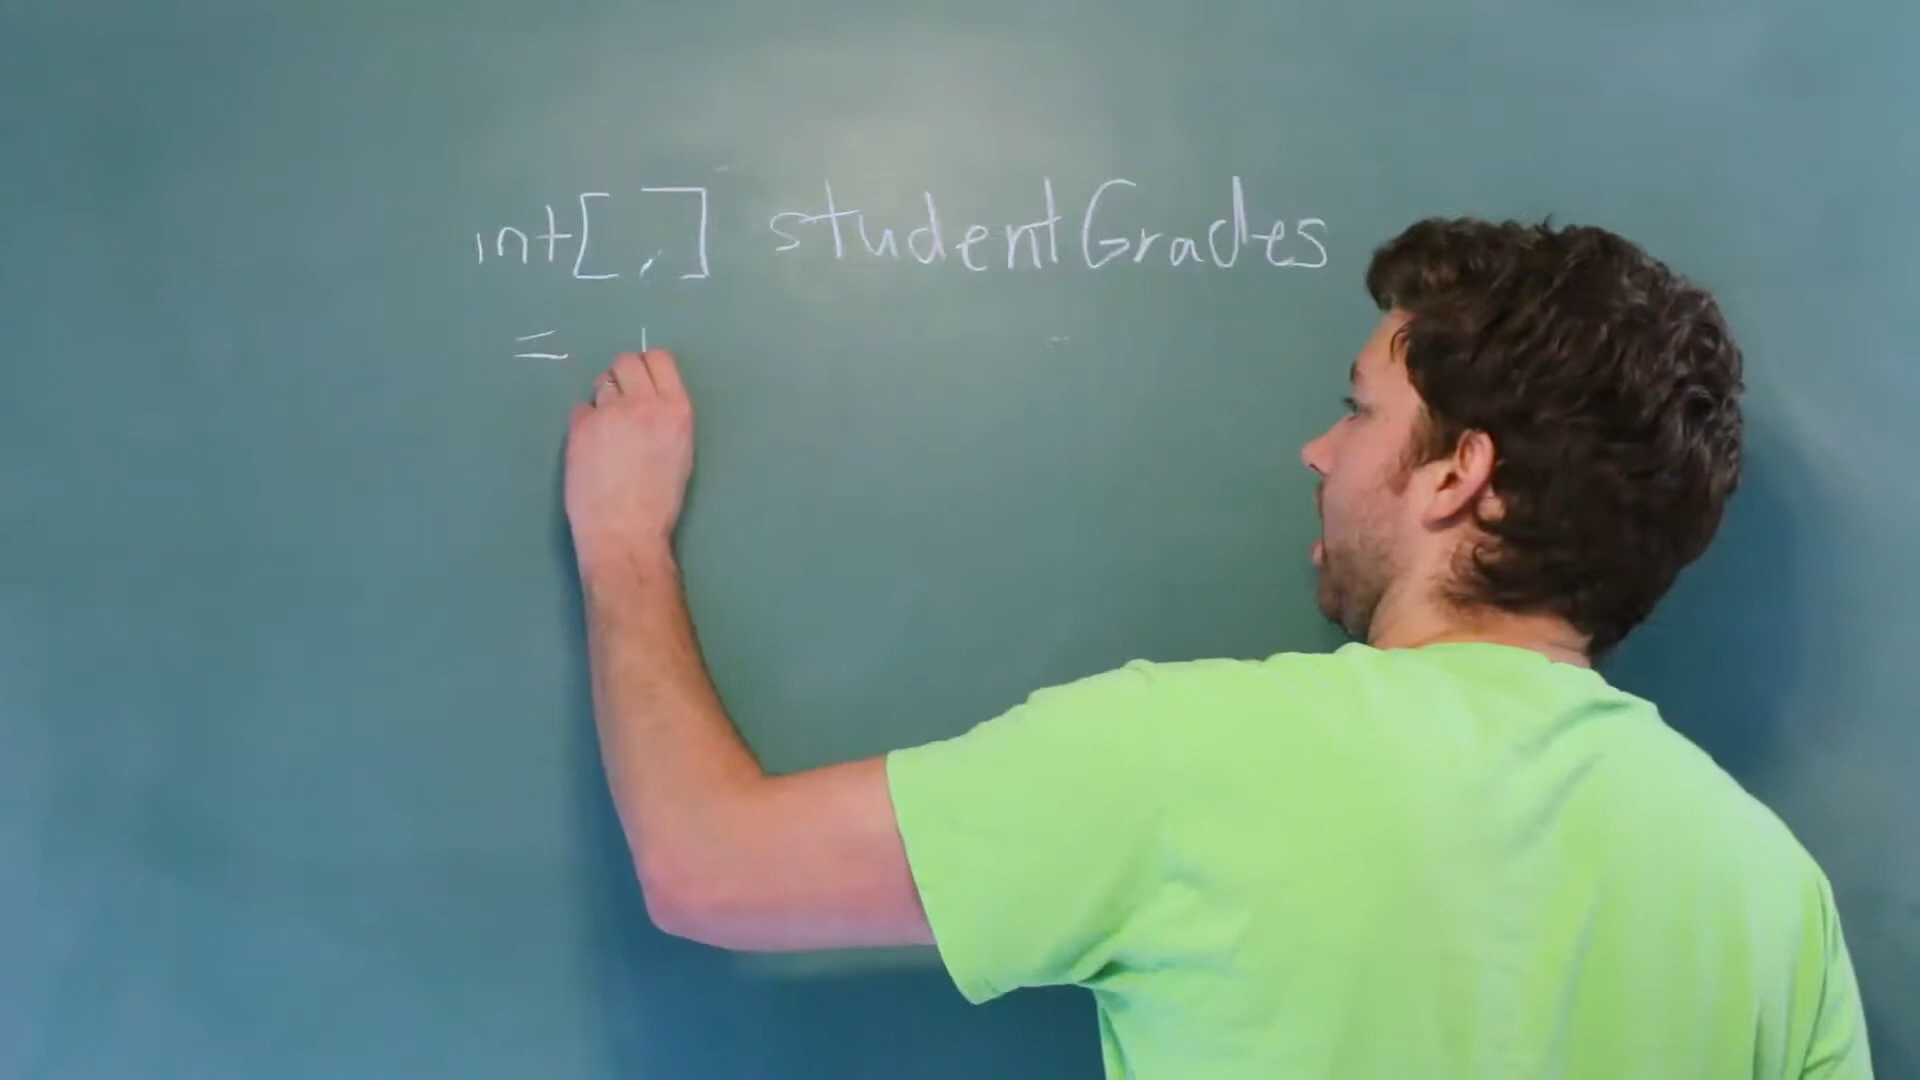 int[,] studentGrades
=